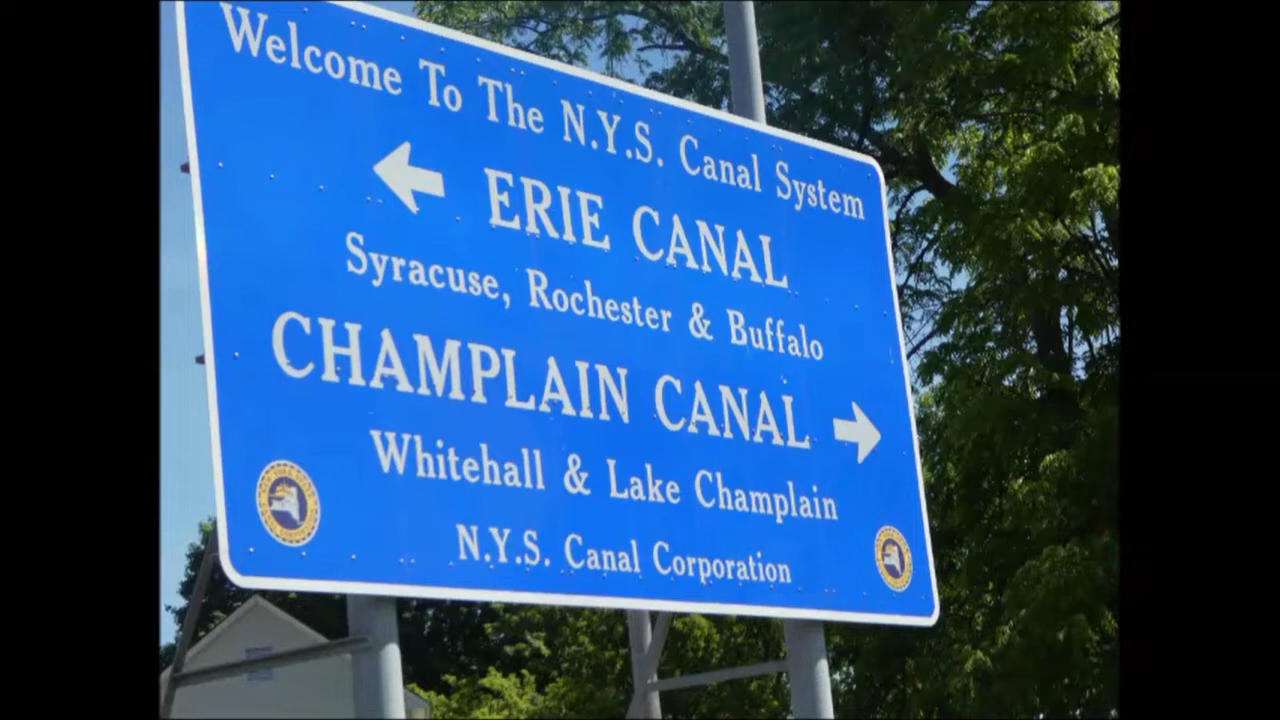 Welcome To The N.Y.S. Canal System
ERIE CANAL
Syracuse, Rochester & Buffalo
CHAMPLAIN CANAL
Whitehall & Lake Champlain
N.Y.S. Canal Corporation